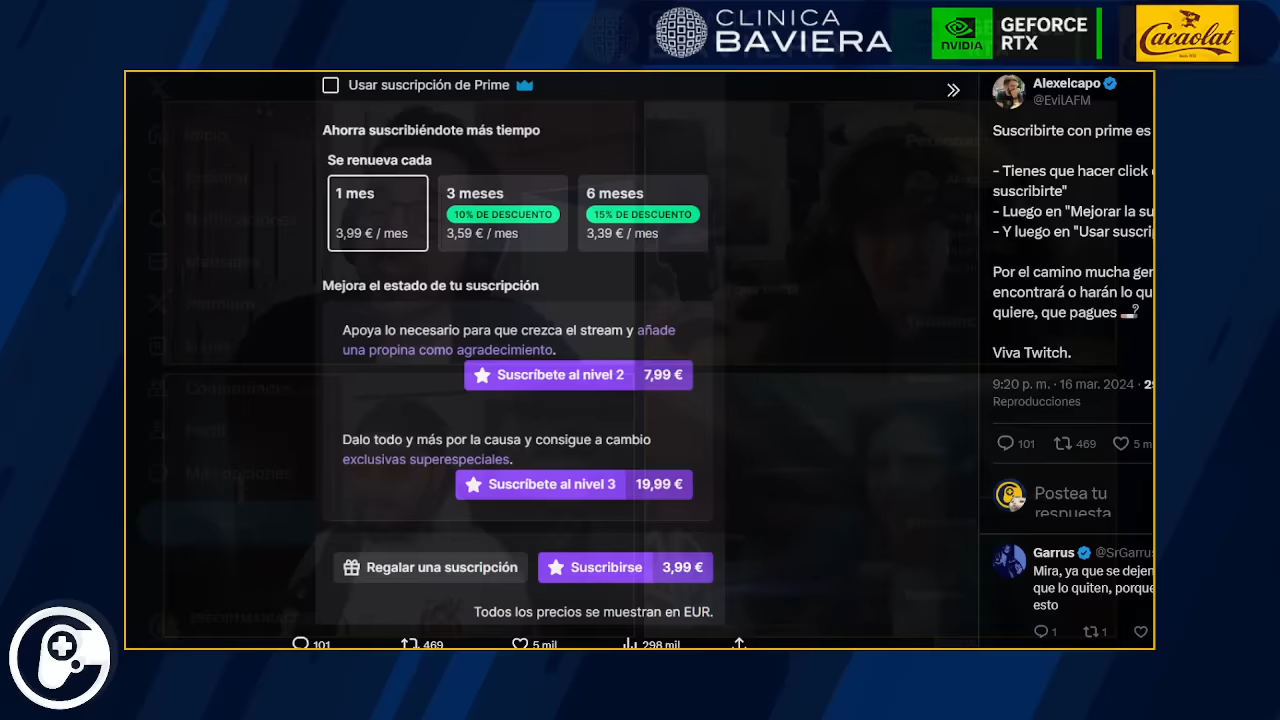 CLINICA
BAVIERA
NVIDIA
GEFORCE
RTX
Cacaolat
Usar suscripción de Prime
Ahorra suscribiéndote más tiempo
Se renueva cada
1 mes
3,99 € / mes
3 meses
10% DE DESCUENTO
3,59 € / mes
6 meses
15% DE DESCUENTO
3,39 € / mes
Mejora el estado de tu suscripción
Apoya lo necesario para que crezca el stream y añade
una propina como agradecimiento.
Suscríbete al nivel 2 7,99 €
Dalo todo y más por la causa y consigue a cambio
exclusivas superespeciales.
Suscríbete al nivel 3 19,99 €
Regalar una suscripción
Suscribirse 3,99 €
Todos los precios se muestran en EUR.
101 469 5 mil 298 mil
Alexelcapo
@EvilAFM
Suscribirte con prime es
- Tienes que hacer click
suscribirte"
- Luego en "Mejorar la su
- Y luego en "Usar suscri
Por el camino mucha gen
encontrará o harán lo qu
quiere, que pagues
Viva Twitch.
9:20 p. m. · 16 mar. 2024 ·
Reproducciones
101 469 5 m
Postea tu
respuesta
Garrus @SrGarrus
Mira, ya que se dejen
que lo quiten, porque
esto
1 1